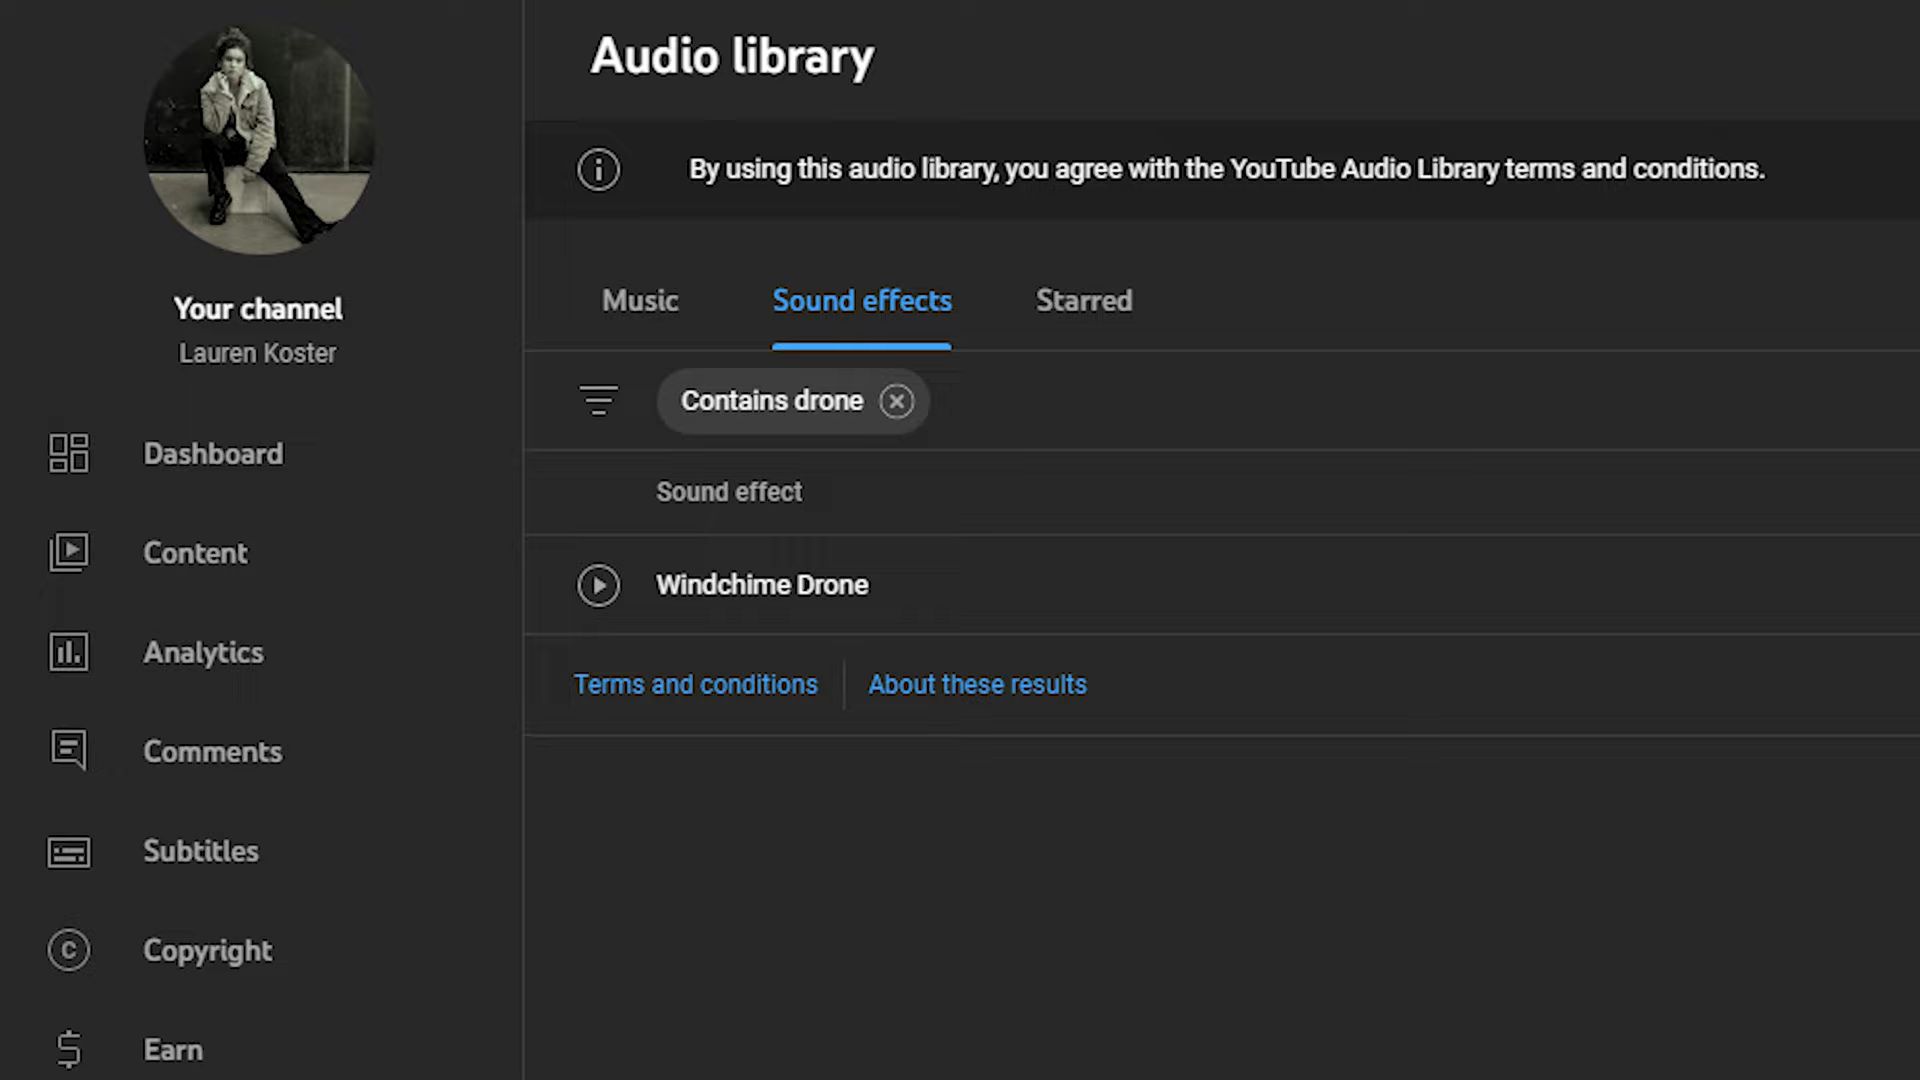 Audio library
By using this audio library, you agree with the YouTube Audio Library terms and conditions.
Your channel
Lauren Koster
Dashboard
Content
Analytics
Comments
Subtitles
Copyright
Earn
Music
Sound effects
Starred
Contains drone
Sound effect
Windchime Drone
Terms and conditions
About these results